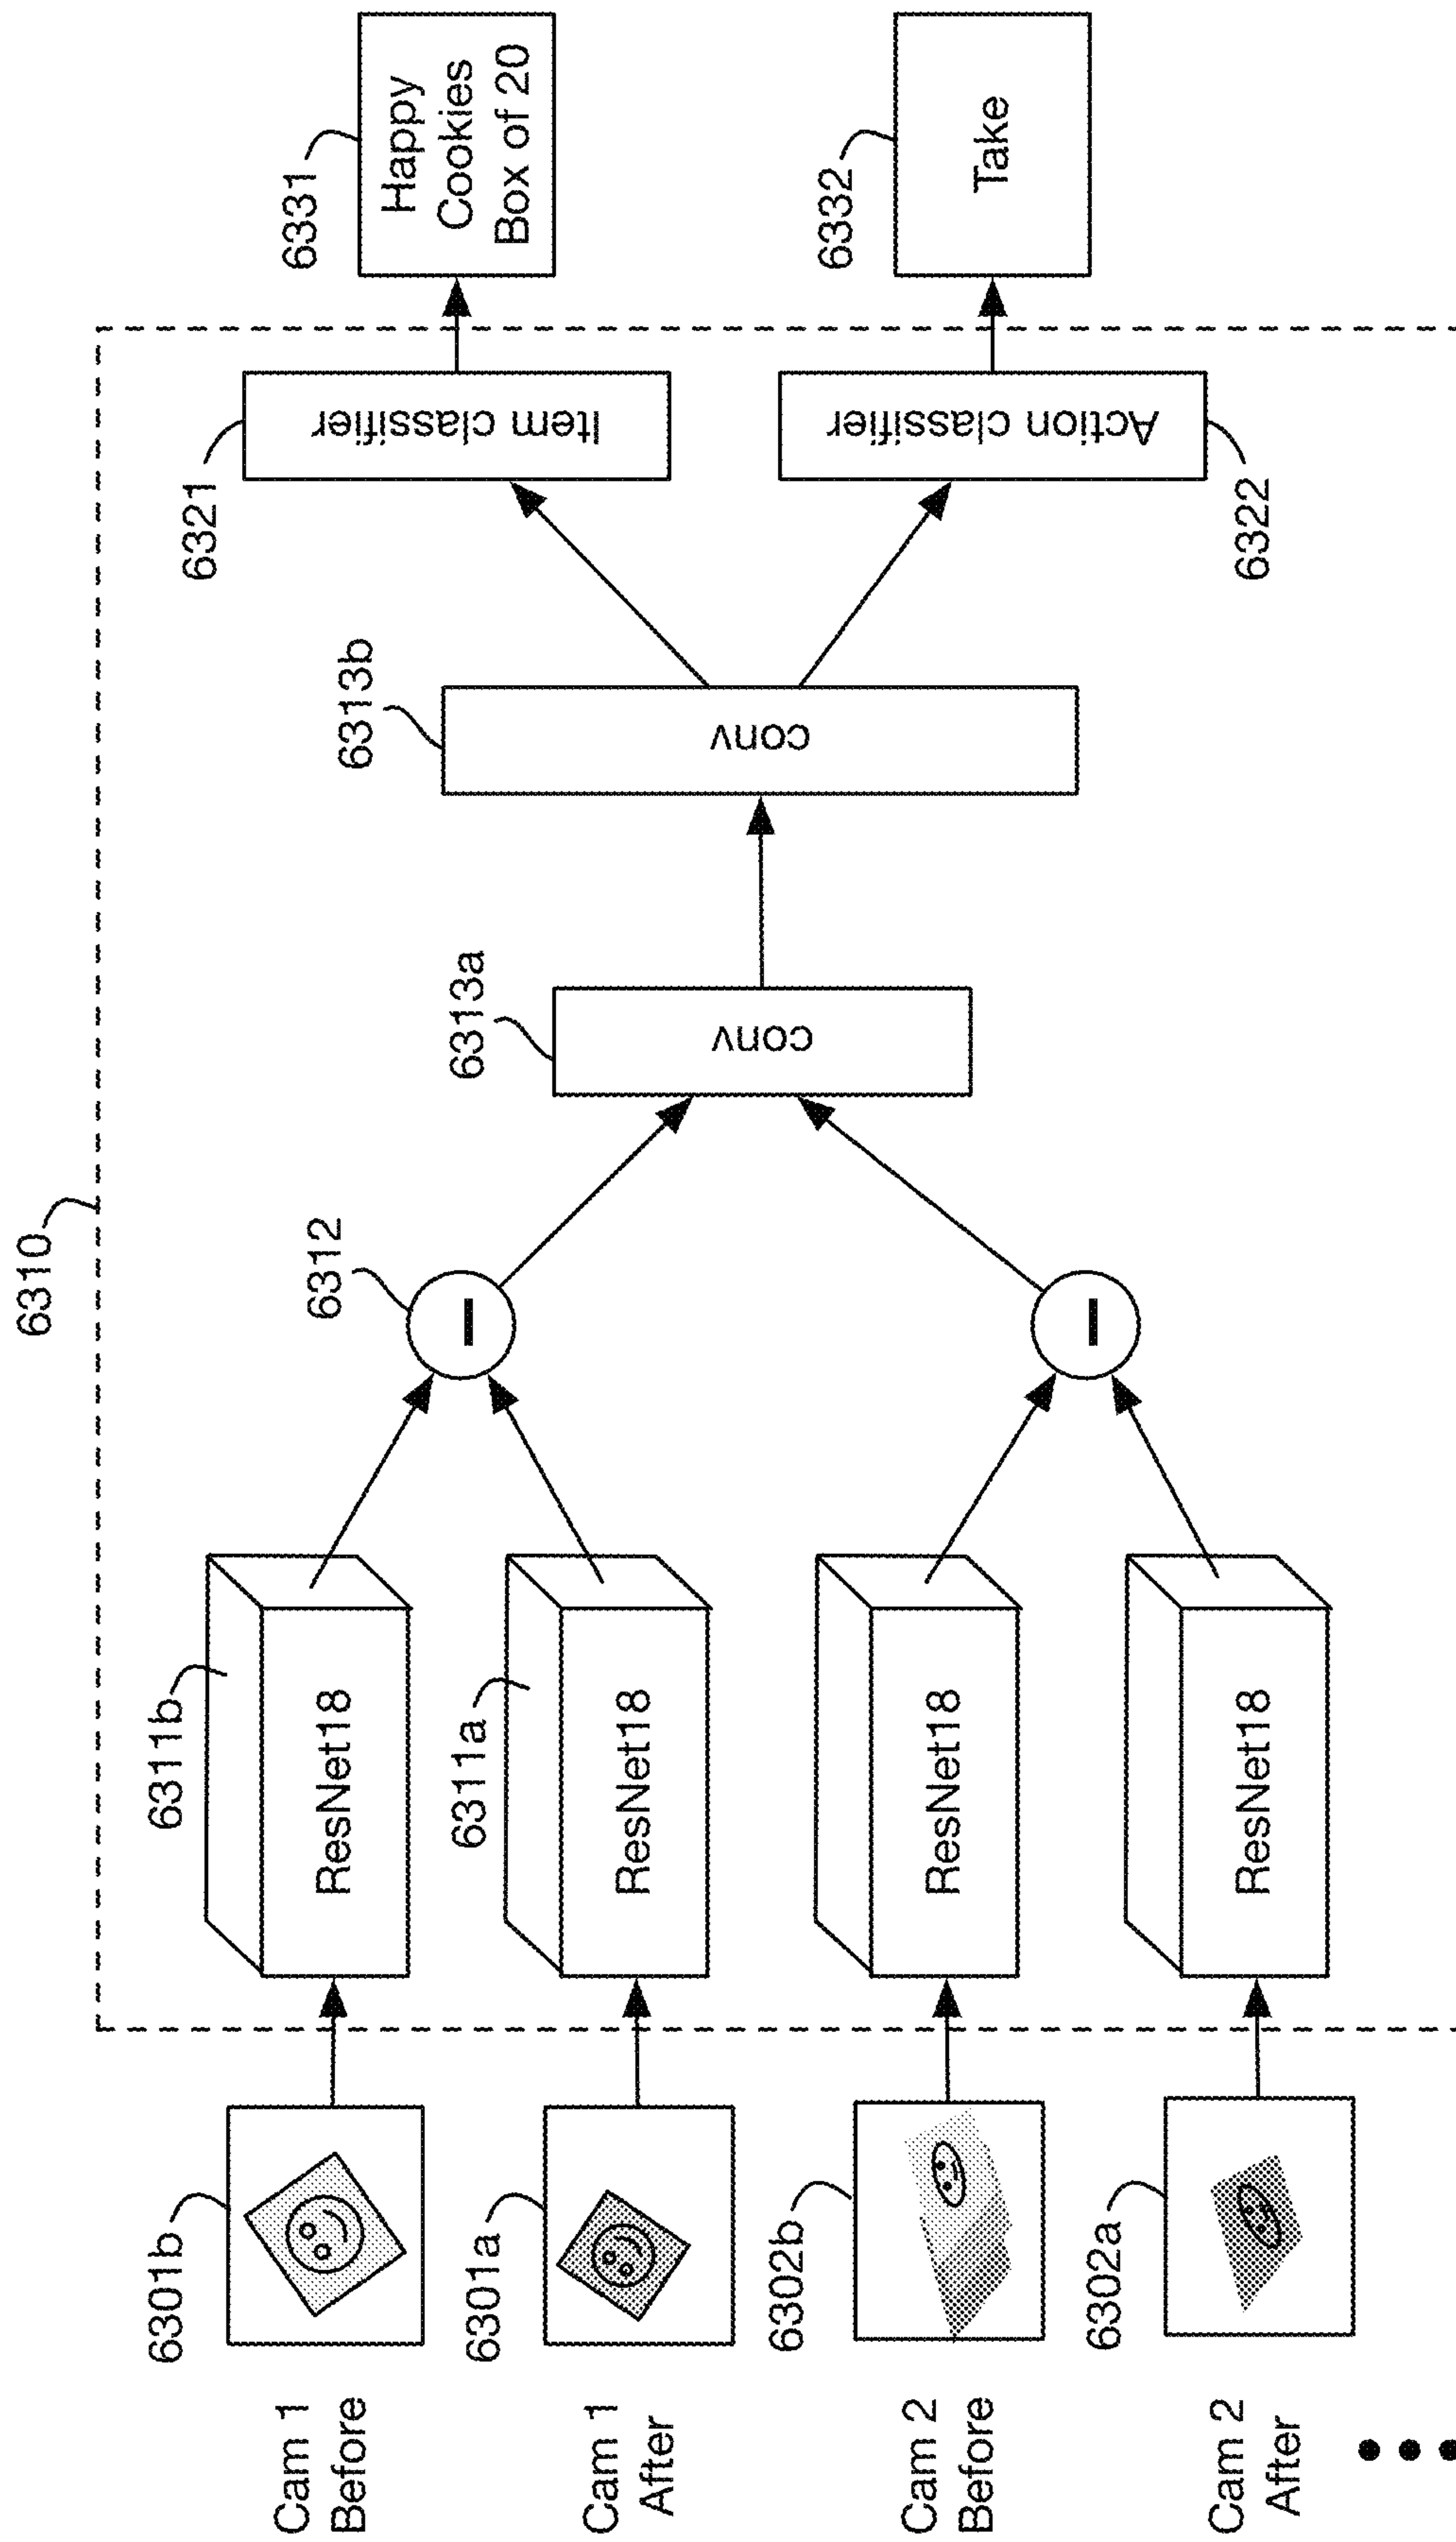 6310
Cam 1
Before
6301b
6311b
ResNet18
Cam 1
After
6301a
6311a
ResNet18
6312
Cam 2
Before
6302b
ResNet18
Cam 2
After
6302a
ResNet18
6313a
conv
6313b
conv
6321
Item classifier
6322
Action classifier
6331
Happy
Cookies
Box of 20
6332
Take